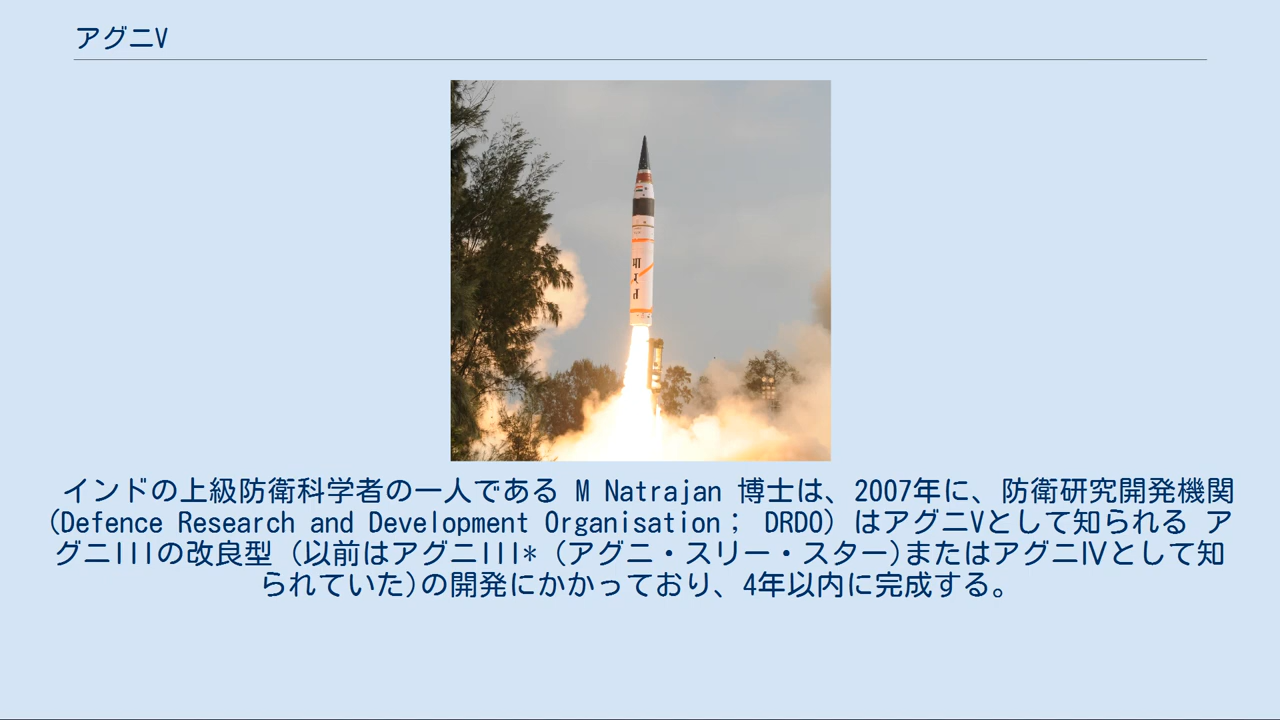 アグニV
भारत
インドの上級防衛科学者の一人である M Natrajan 博士は、2007年に、防衛研究開発機関
(Defence Research and Development Organisation; DRDO) はアグニVとして知られる ア
グニIIIの改良型 (以前はアグニIII* (アグニ・スリー・スター)またはアグニIVとして知
られていた)の開発にかかっており、4年以内に完成する。